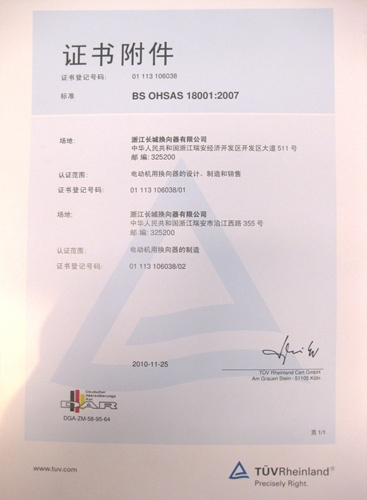 证书附件
证书登记号码: 01 113 106038
标准 BS OHSAS 18001:2007
场地: 浙江长城换向器有限公司
中华人民共和国浙江瑞安经济开发区开发区大道 511 号
邮 编: 325200
认证范围: 电动机用换向器的设计、制造和销售
证书登记号码: 01 113 106038/01
场地: 浙江长城换向器有限公司
中华人民共和国浙江瑞安市沿江西路 355 号
邮 编: 325200
认证范围: 电动机用换向器的制造
证书登记号码: 01 113 106038/02
2010-11-25
TÜV Rheinland Cert GmbH
Am Grauen Stein · 51105 Köln
Deutscher
Akkreditierungs
Rat
DAR
DGA-ZM-58-95-64
页 1/1
www.tuv.com
TÜVRheinland®
Precisely Right.